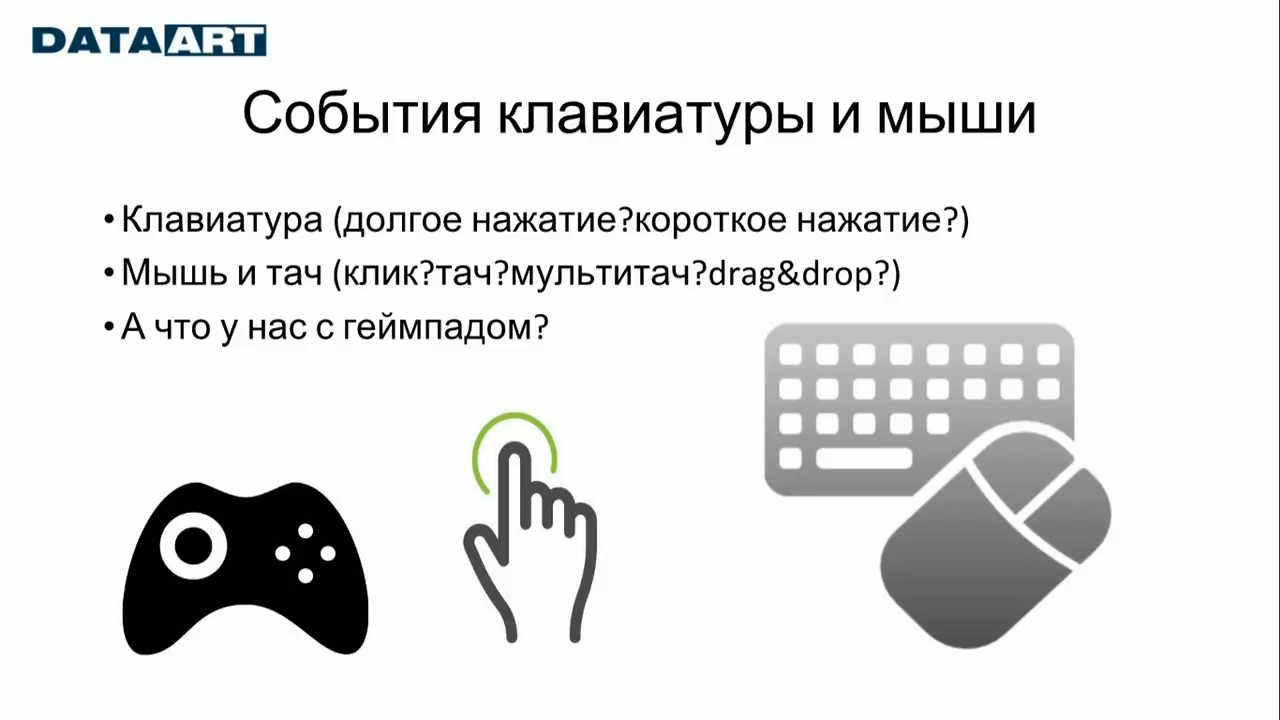 DATAART
События клавиатуры и мыши
•Клавиатура (долгое нажатие?короткое нажатие?)
•Мышь и тач (клик?тач?мультитач?drag&drop?)
•А что у нас с геймпадом?